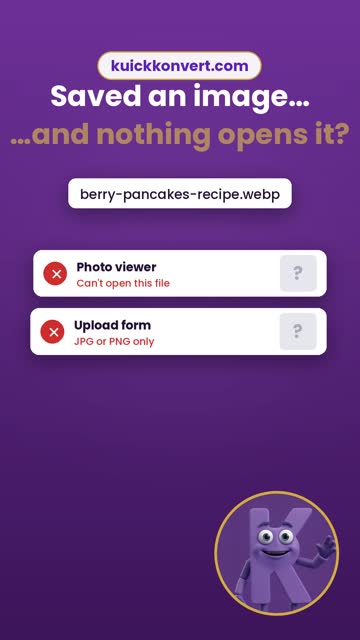 kuickkonvert.com
Saved an image...
...and nothing opens it?
berry-pancakes-recipe.webp
Photo viewer
Can't open this file
?
Upload form
JPG or PNG only
?
K